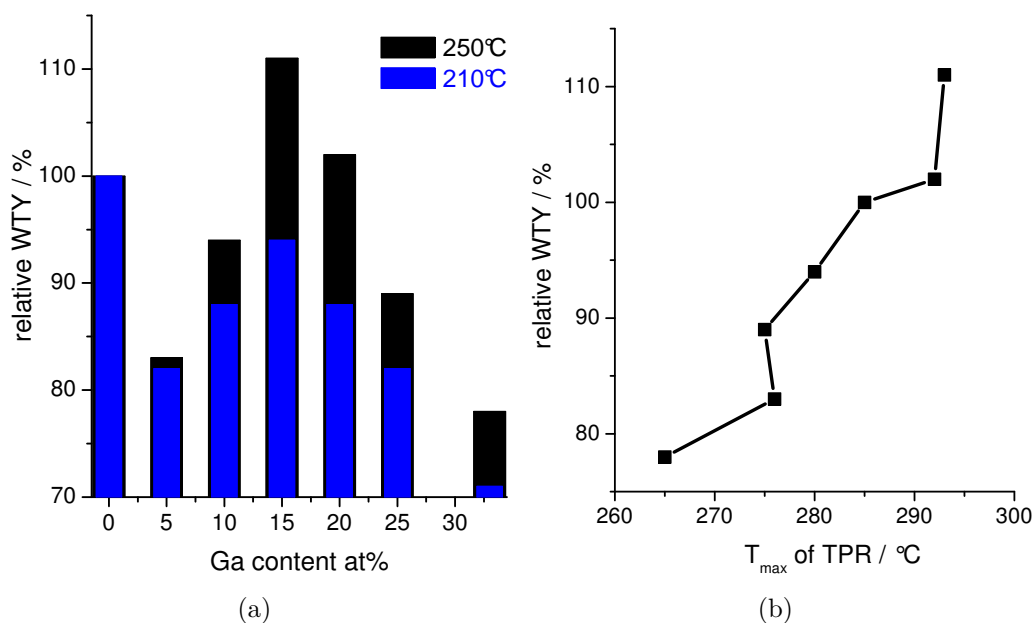 250°C
210°C
relative WTY / %
110
100
90
80
70
0 5 10 15 20 25 30
Ga content at%
(a)
relative WTY / %
110
100
90
80
260 270 280 290 300
Tmax of TPR / °C
(b)